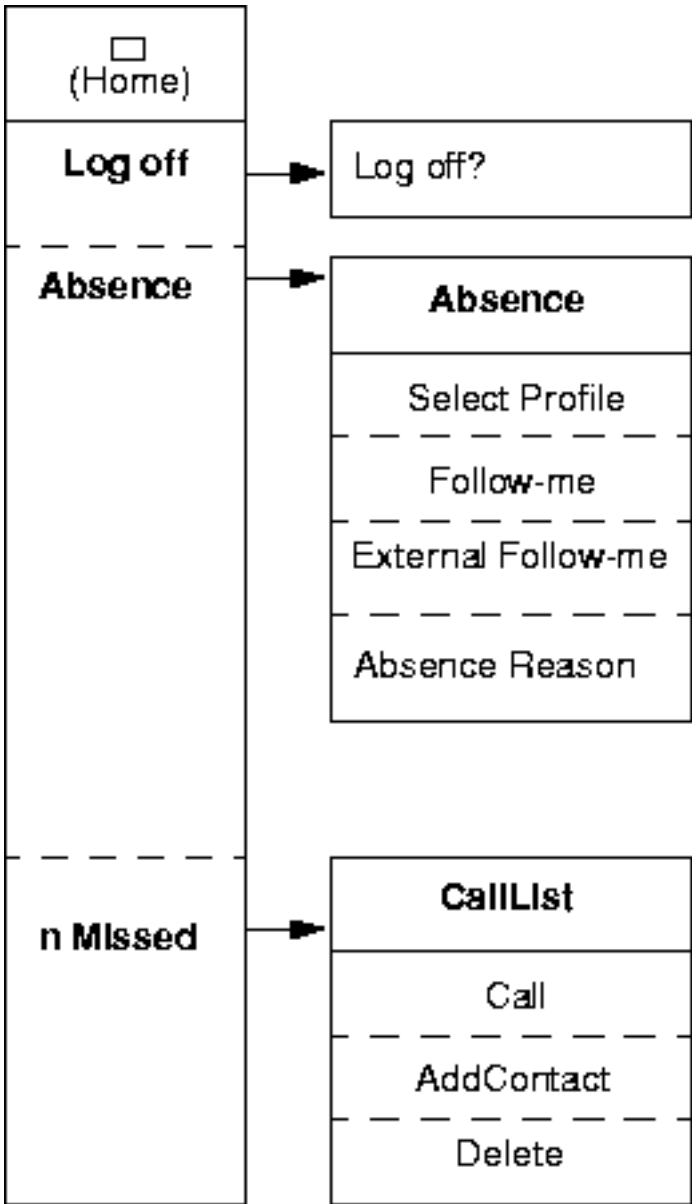 (Home)
Log off
Log off?
Absence
Absence
Select Profile
Follow-me
External Follow-me
Absence Reason
n Missed
CallList
Call
AddContact
Delete